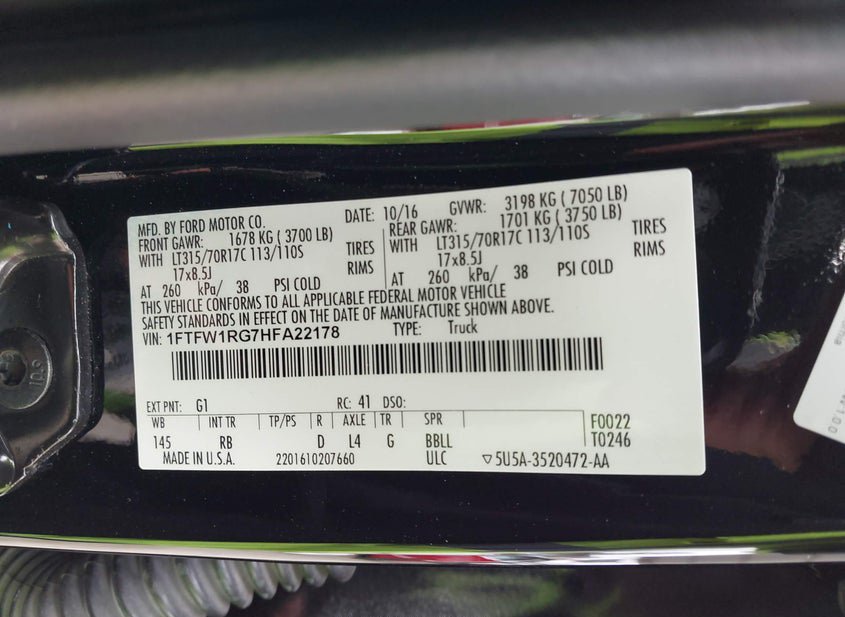 MFD. BY FORD MOTOR CO. DATE: 10/16 GVWR: 3198 KG ( 7050 LB)
FRONT GAWR: 1678 KG ( 3700 LB) REAR GAWR: 1701 KG ( 3750 LB)
WITH LT315/70R17C 113/110S TIRES WITH LT315/70R17C 113/110S TIRES
17x8.5J RIMS 17x8.5J RIMS
AT 260 kPa/ 38 PSI COLD AT 260 kPa/ 38 PSI COLD
THIS VEHICLE CONFORMS TO ALL APPLICABLE FEDERAL MOTOR VEHICLE
SAFETY STANDARDS IN EFFECT ON THE DATE OF MANUFACTURE SHOWN ABOVE.
VIN: 1FTFW1RG7HFA22178 TYPE: Truck
EXT PNT: G1 RC: 41 DSO:
WB INT TR TP/PS R AXLE TR SPR F0022
145 RB D L4 G BBLL T0246
MADE IN U.S.A. 2201610207660 ULC ▽5U5A-3520472-AA